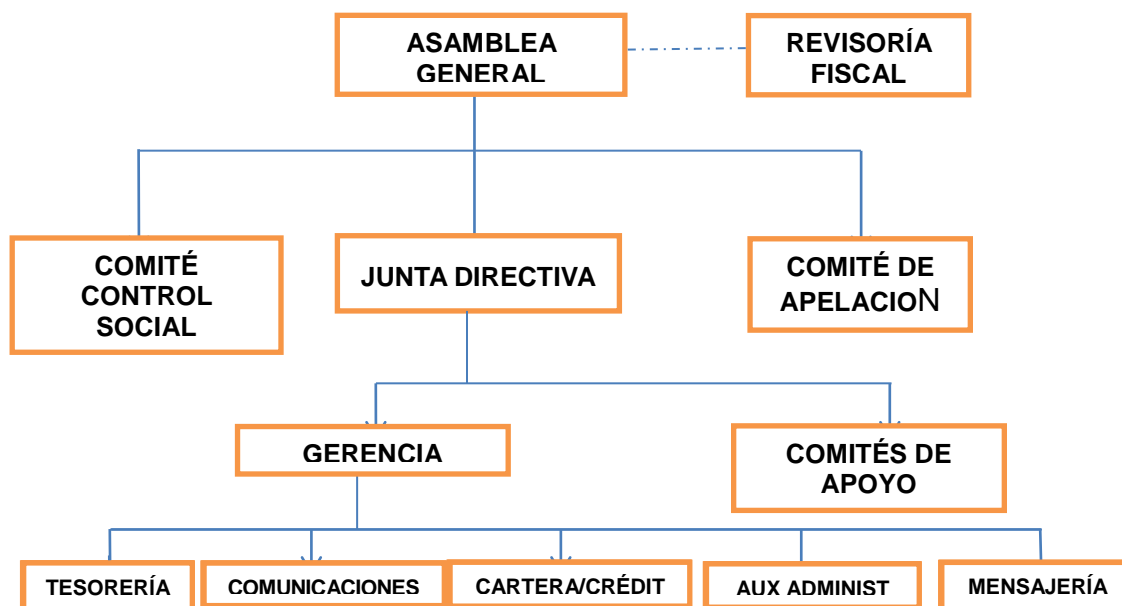 ASAMBLEA
GENERAL
REVISORÍA
FISCAL
COMITÉ
CONTROL
SOCIAL
JUNTA DIRECTIVA
COMITÉ DE
APELACIoN
GERENCIA
COMITÉS DE
APOYO
TESORERÍA
COMUNICACIONES
CARTERA/CRÉDIT
AUX ADMINIST
MENSAJERÍA